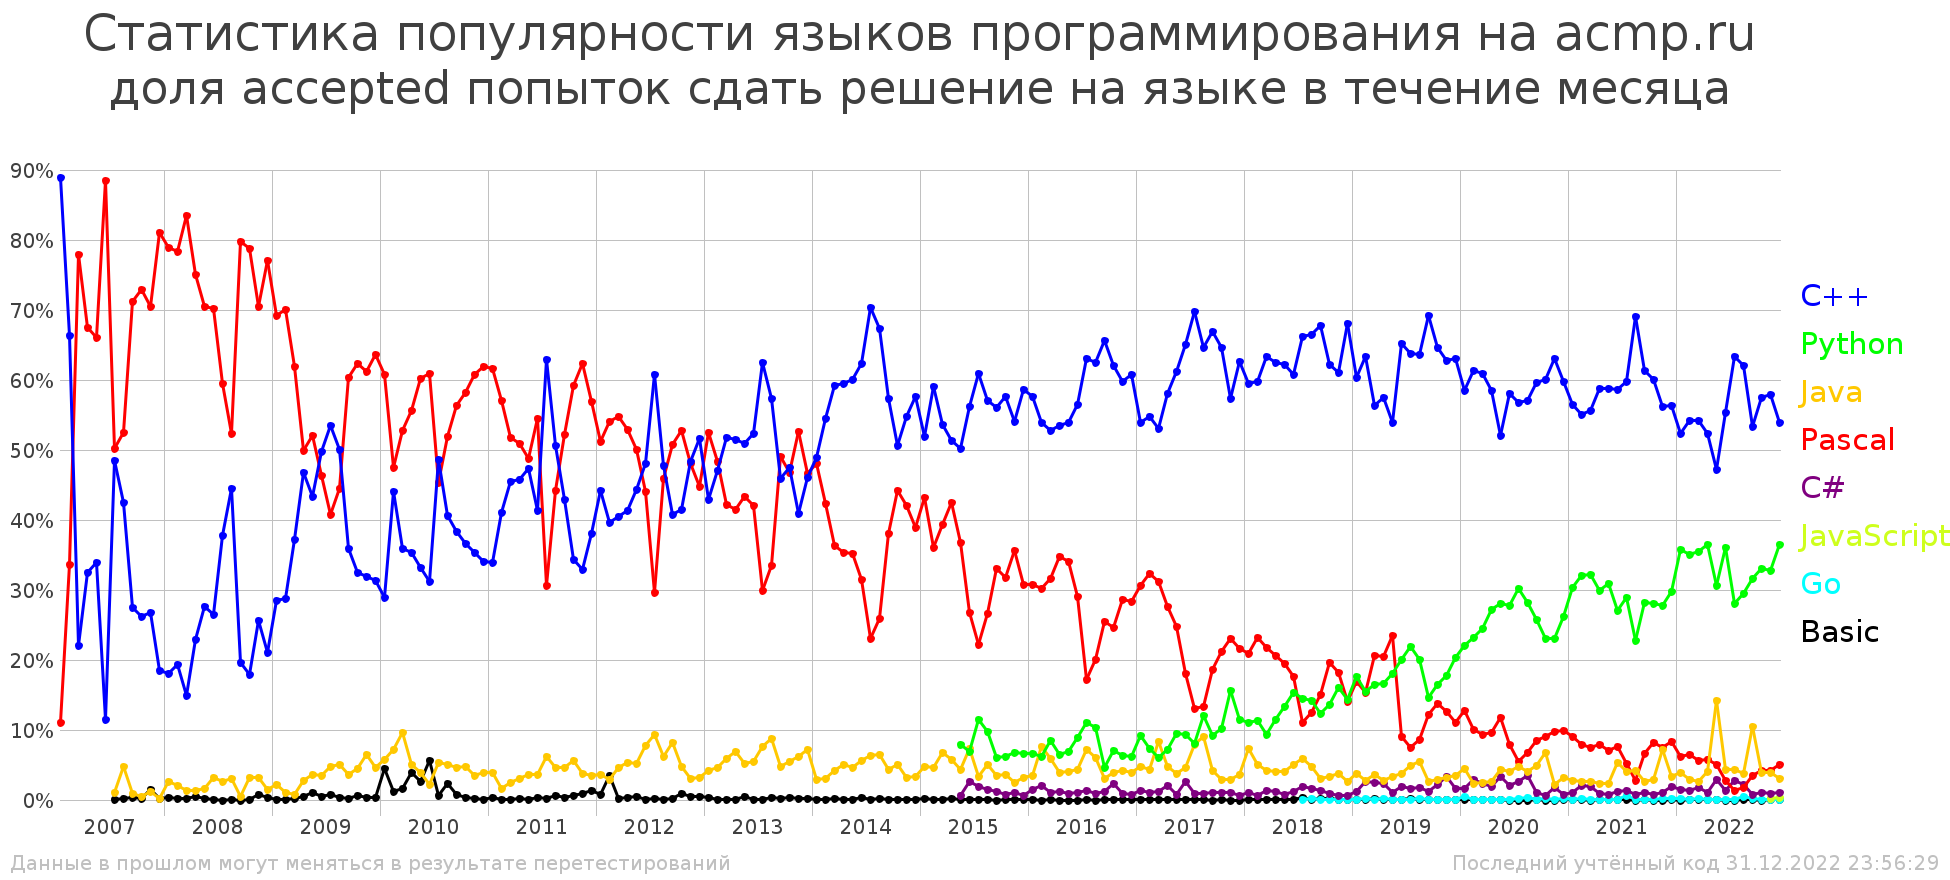 Статистика популярности языков программирования на acmp.ru
доля accepted попыток сдать решение на языке в течение месяца
90%
80%
70%
60%
50%
40%
30%
20%
10%
0%
2007 2008 2009 2010 2011 2012 2013 2014 2015 2016 2017 2018 2019 2020 2021 2022
C++
Python
Java
Pascal
C#
JavaScript
Go
Basic
Данные в прошлом могут меняться в результате перетестирований
Последний учтённый код 31.12.2022 23:56:29